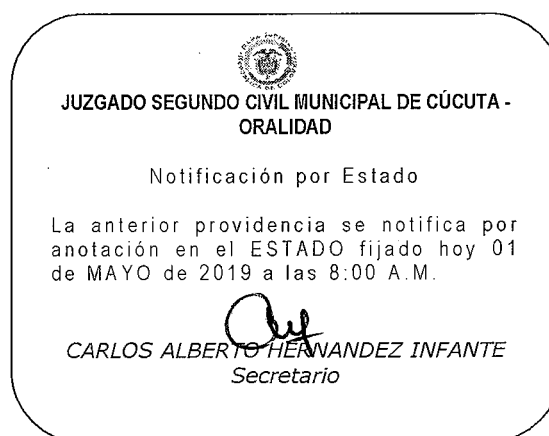 JUZGADO SEGUNDO CIVIL MUNICIPAL DE CÚCUTA -
ORALIDAD
Notificación por Estado
La anterior providencia se notifica por
anotación en el ESTADO fijado hoy 01
de MAYO de 2019 a las 8:00 A.M.
CARLOS ALBERTO HERNANDEZ INFANTE
Secretario